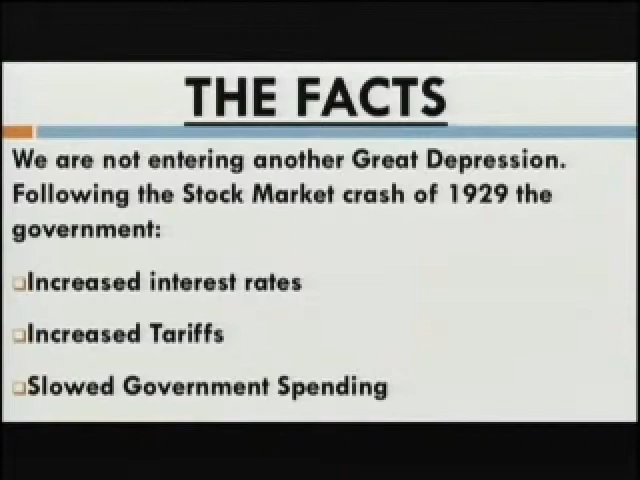 THE FACTS
We are not entering another Great Depression.
Following the Stock Market crash of 1929 the
government:
Increased interest rates
Increased Tariffs
Slowed Government Spending